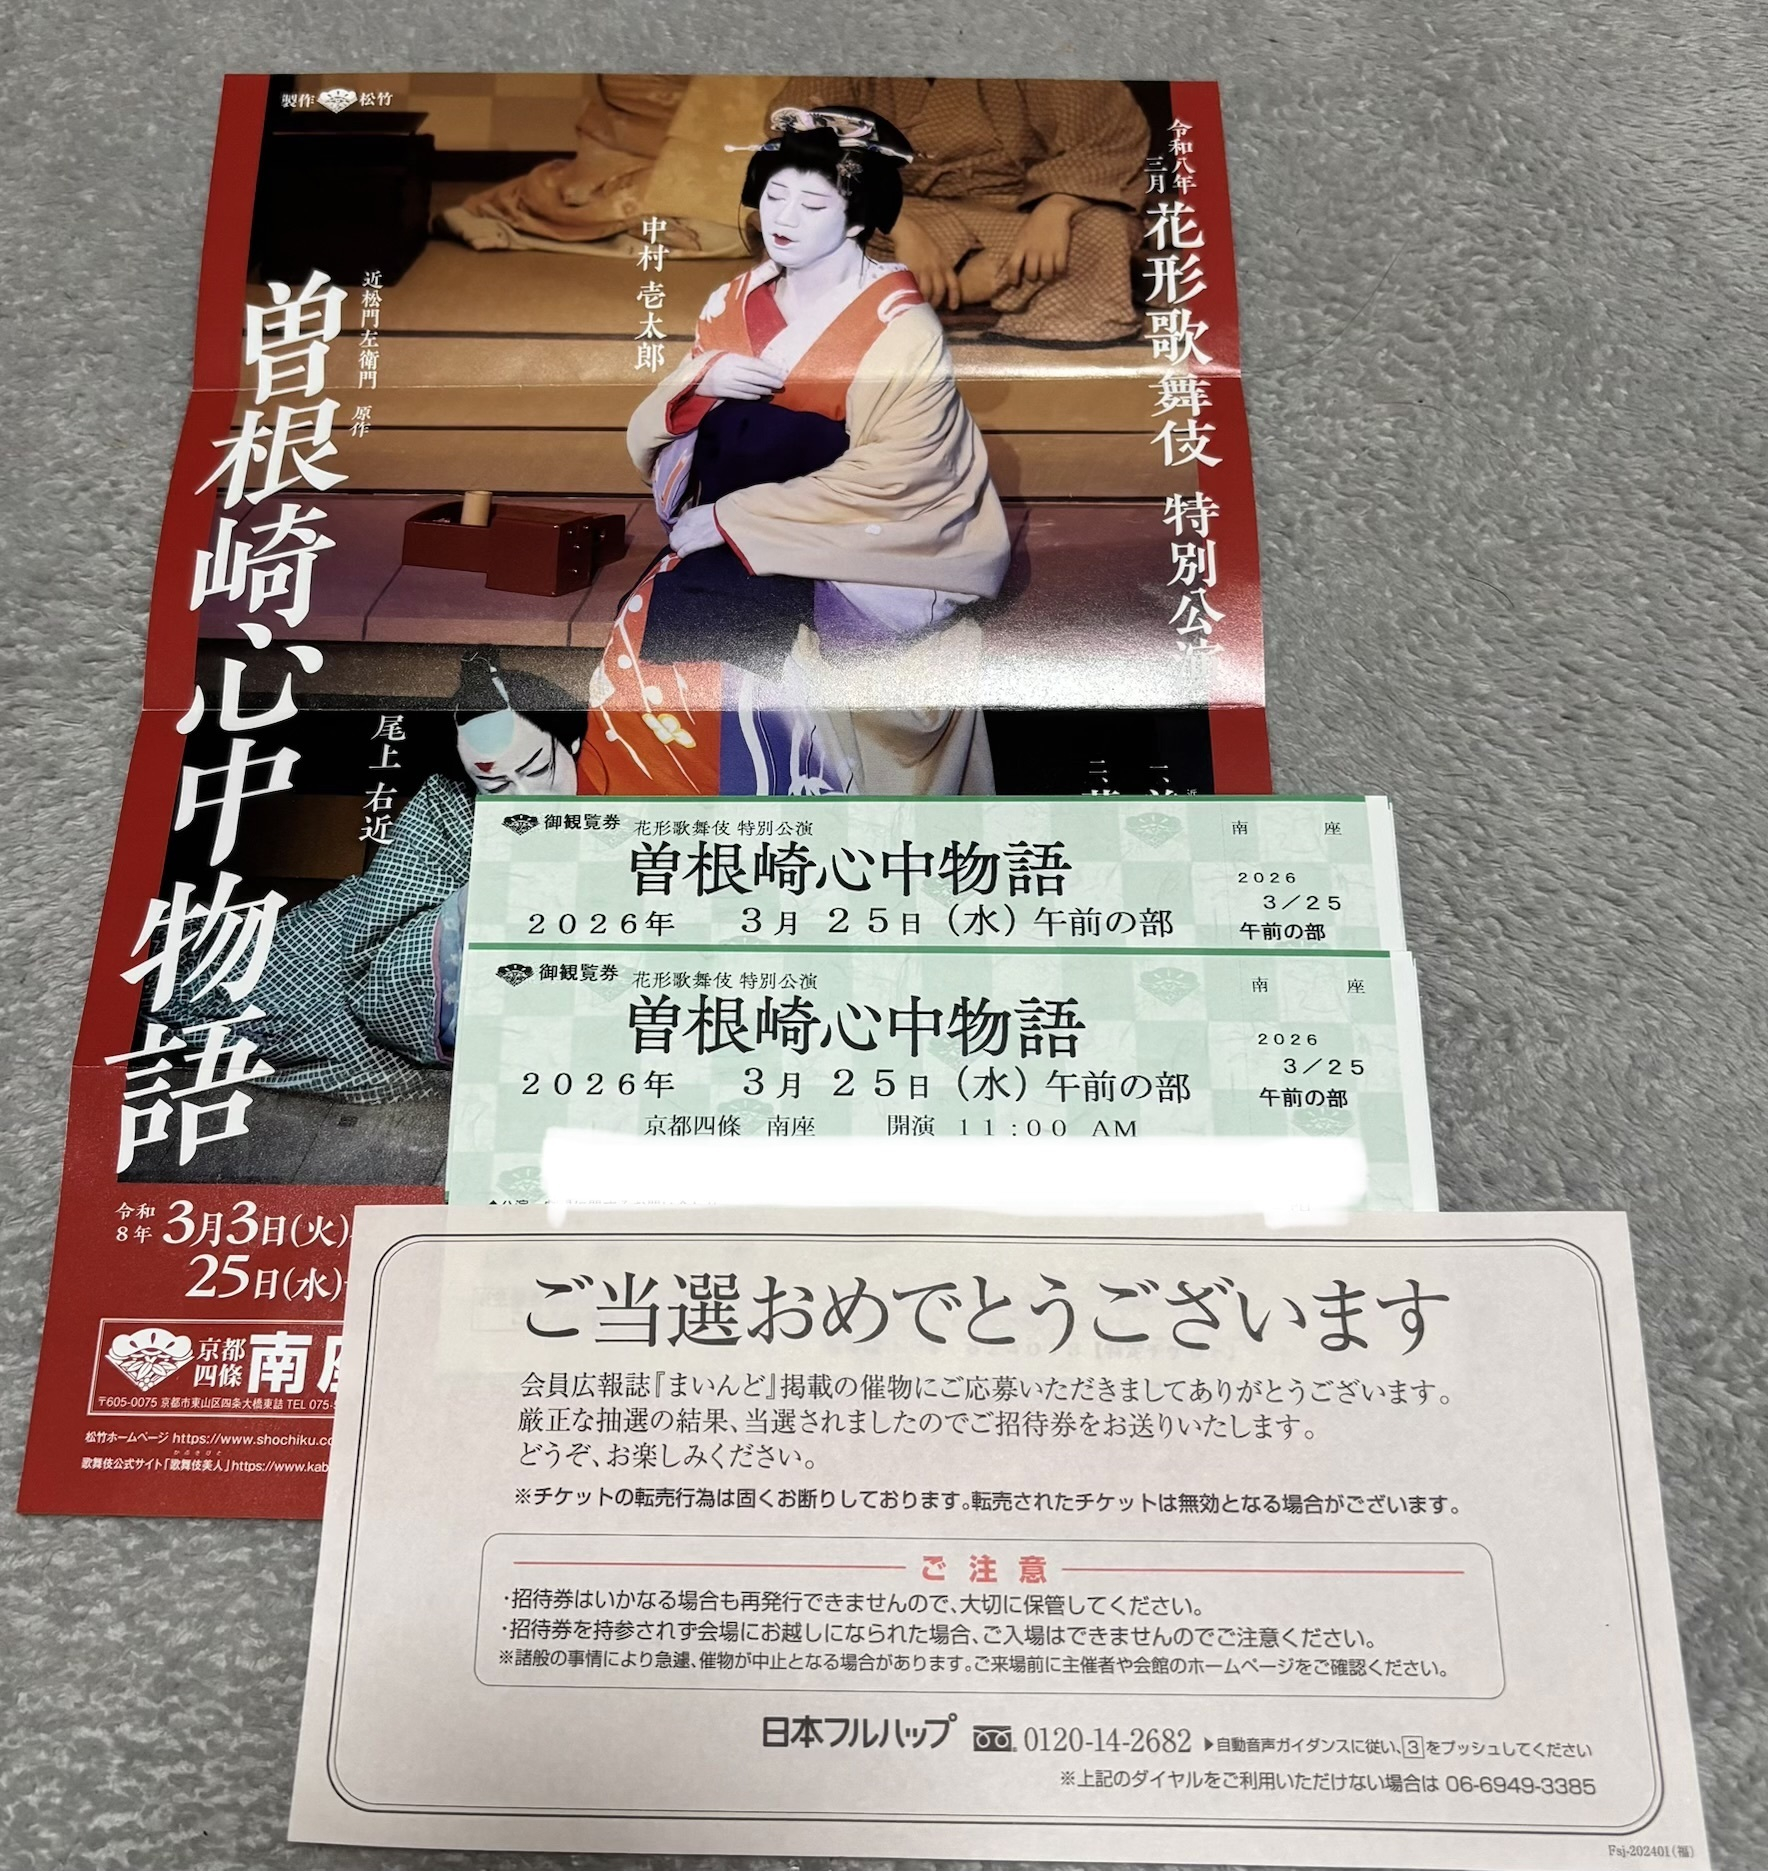 製作 松竹
令和八年
三月
花形歌舞伎 特別公演
中村 壱太郎
近松門左衛門 原作
曽根崎心中物語
尾上 右近
一、
二、
令和
8年
3月3日(火)
25日(水)
京都
四條
南座
〒605-0075 京都市東山区四条大橋東詰 TEL 075-
松竹ホームページ https://www.shochiku.co
かぶきびと
歌舞伎公式サイト「歌舞伎美人」https://www.kab
御観覧券 花形歌舞伎 特別公演
曽根崎心中物語
2026年 3月 25日(水)午前の部
南 座
2026
3/25
午前の部
御観覧券 花形歌舞伎 特別公演
曽根崎心中物語
2026年 3月 25日(水)午前の部
京都四條 南座 開演 11:00 AM
南 座
2026
3/25
午前の部
ご当選おめでとうございます
会員広報誌『まいんど』掲載の催物にご応募いただきましてありがとうございます。
厳正な抽選の結果、当選されましたのでご招待券をお送りいたします。
どうぞ、お楽しみください。
※チケットの転売行為は固くお断りしております。転売されたチケットは無効となる場合がございます。
ご注意
・招待券はいかなる場合も再発行できませんので、大切に保管してください。
・招待券を持参されず会場にお越しになられた場合、ご入場はできませんのでご注意ください。
※諸般の事情により急遽、催物が中止となる場合があります。ご来場前に主催者や会館のホームページをご確認ください。
日本フルハップ 0120-14-2682 ▶自動音声ガイダンスに従い、3をプッシュしてください
※上記のダイヤルをご利用いただけない場合は 06-6949-3385
Fsj-202401(福)